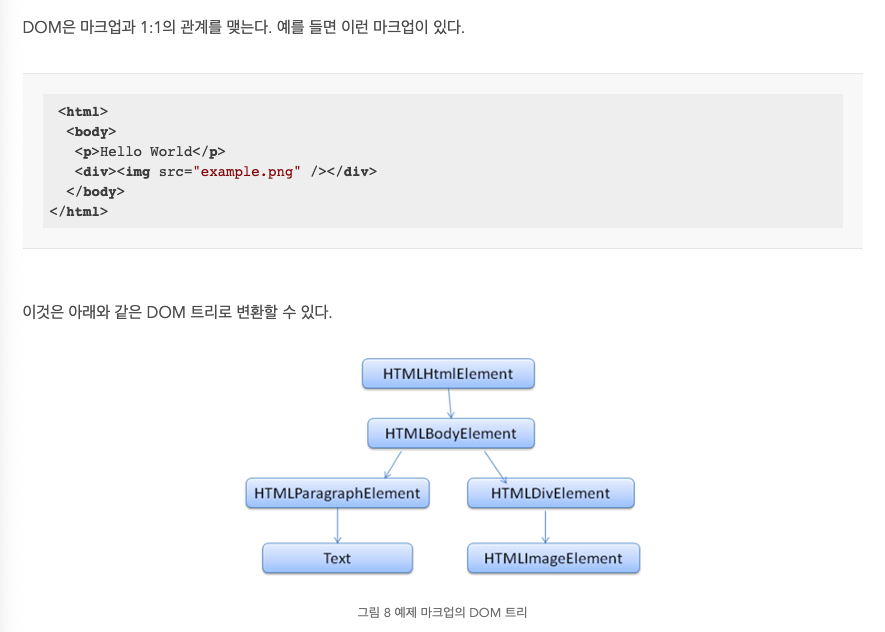 DOM은 마크업과 1:1의 관계를 맺는다. 예를 들면 이런 마크업이 있다.
<html>
<body>
<p>Hello World</p>
<div><img src="example.png" /></div>
</body>
</html>
이것은 아래와 같은 DOM 트리로 변환할 수 있다.
HTMLHtmlElement
HTMLBodyElement
HTMLParagraphElement
HTMLDivElement
Text
HTMLImageElement
그림 8 예제 마크업의 DOM 트리